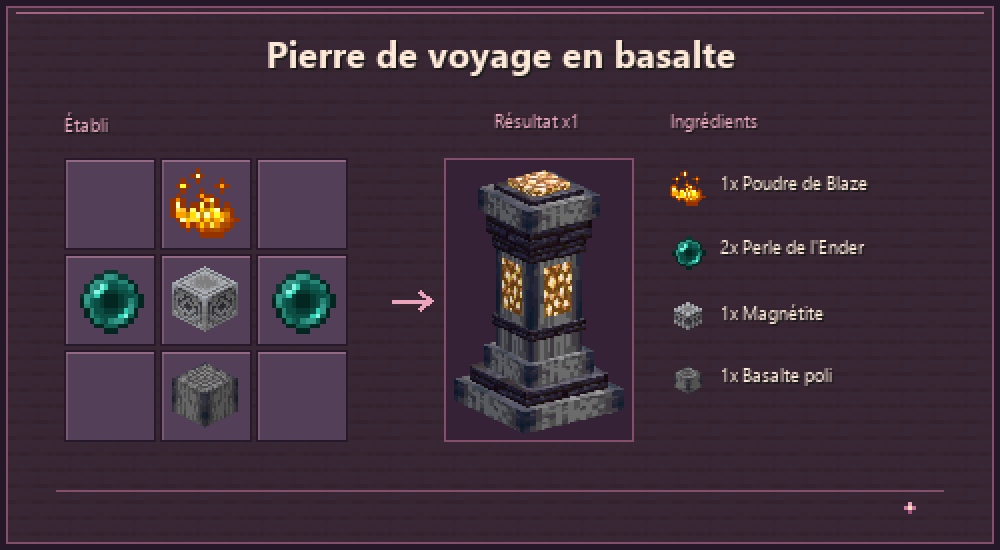 Pierre de voyage en basalte
Établi
Résultat x1
Ingrédients
1x Poudre de Blaze
2x Perle de l'Ender
1x Magnétite
1x Basalte poli